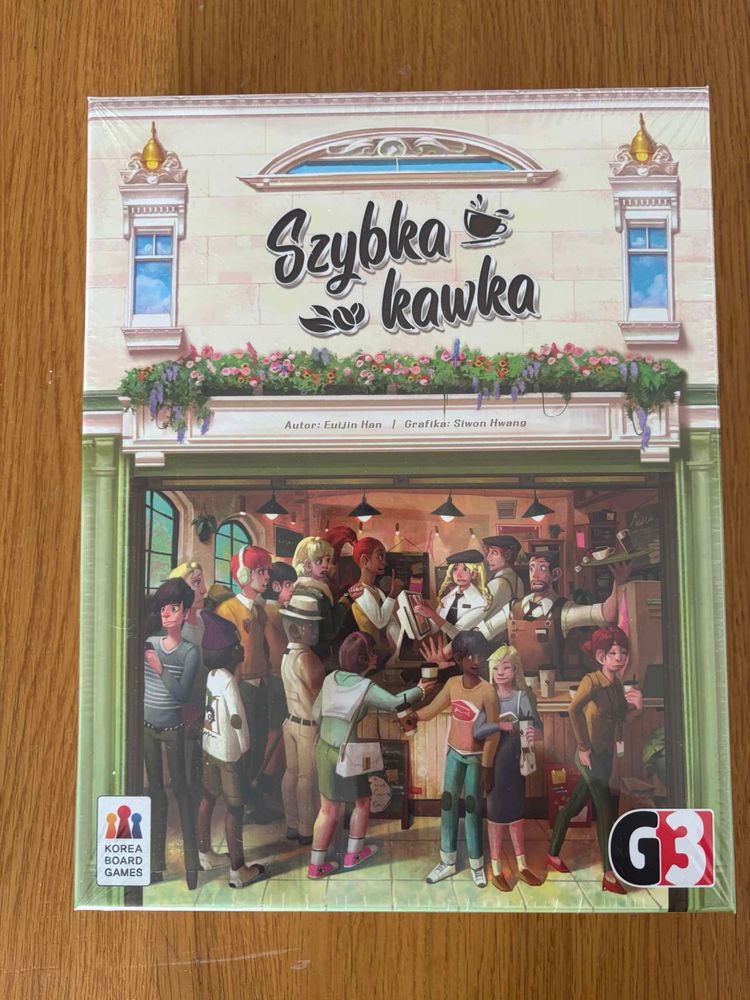 Szybka
kawka
Autor: Euijin Han | Grafika: Siwon Hwang
KOREA
BOARD
GAMES
G3